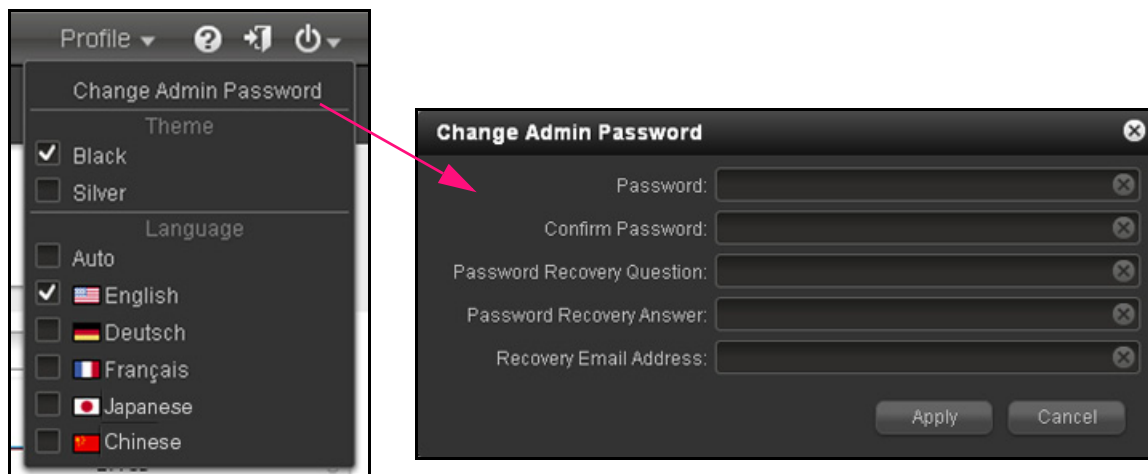 Profile
Change Admin Password
Theme
Black
Silver
Language
Auto
English
Deutsch
Français
Japanese
Chinese
Change Admin Password
Password:
Confirm Password:
Password Recovery Question:
Password Recovery Answer:
Recovery Email Address:
Apply
Cancel